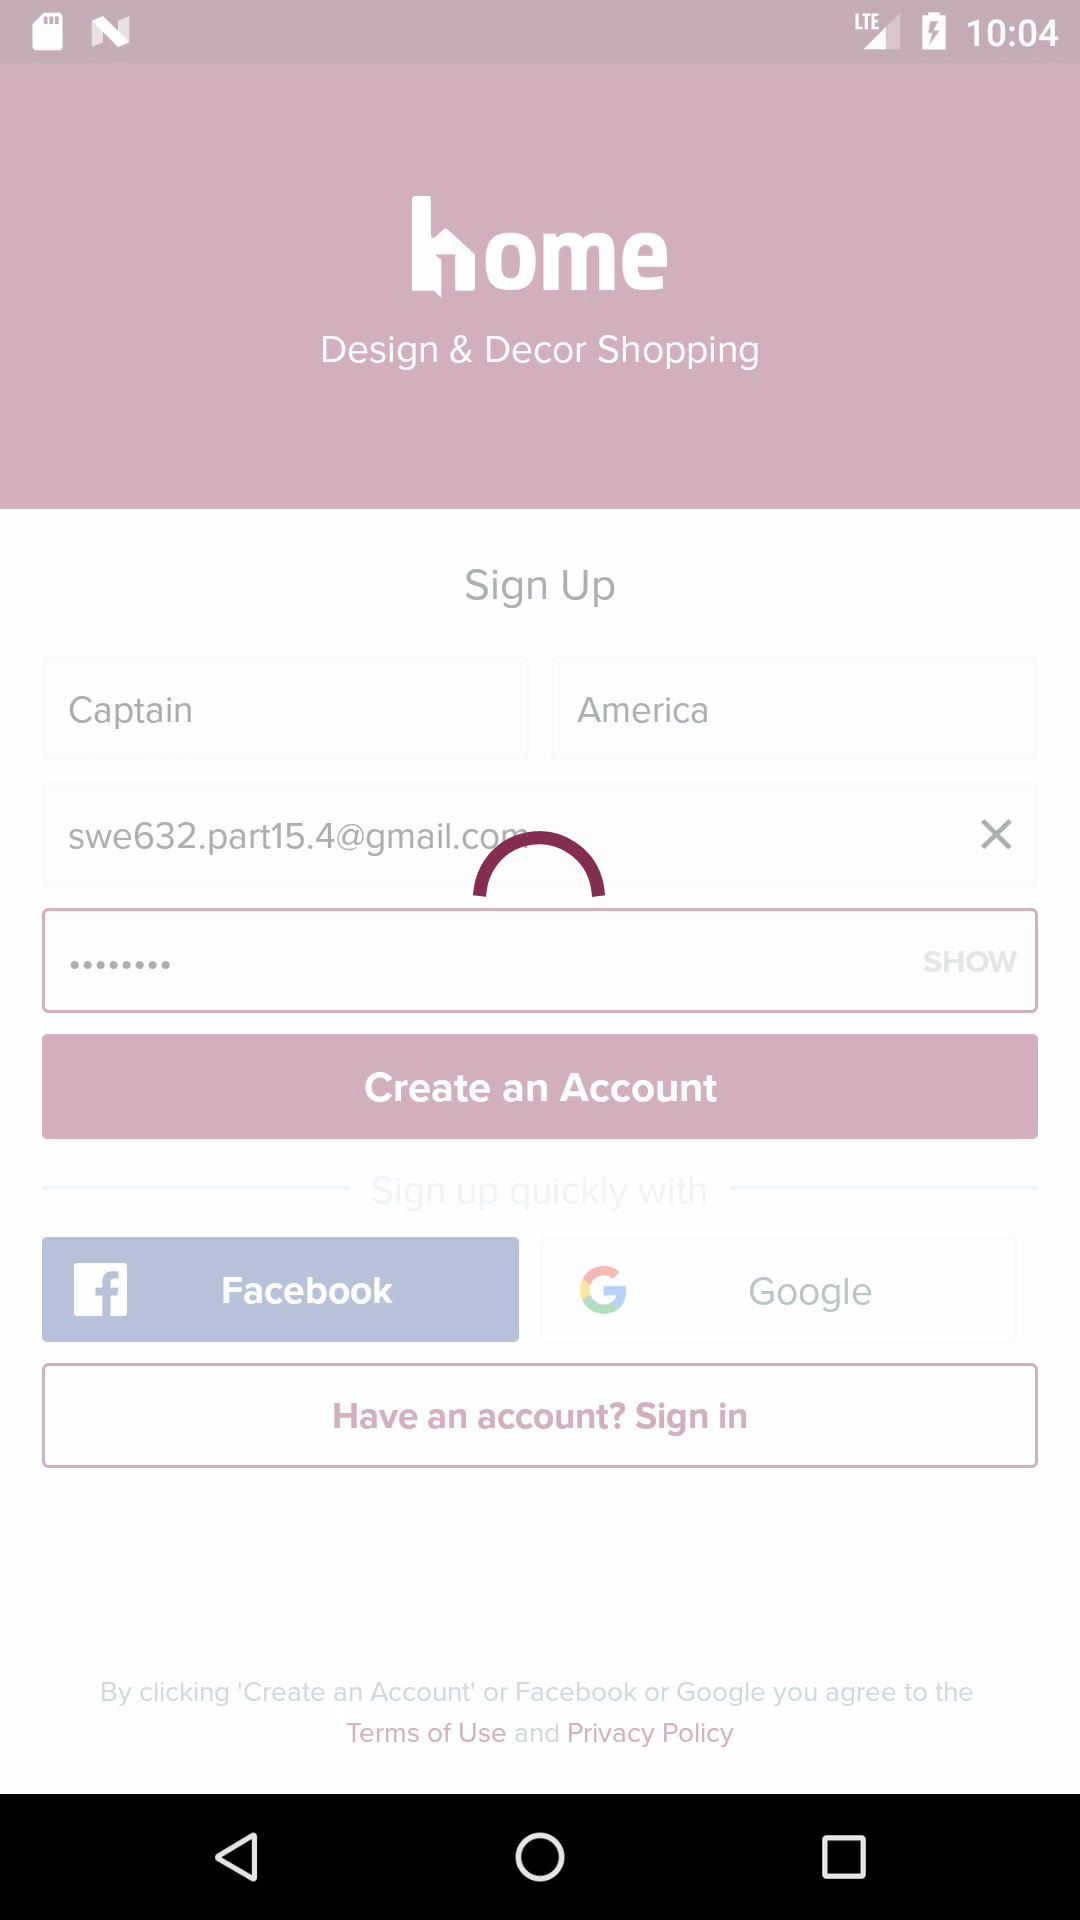 LTE 10:04
home
Design & Decor Shopping
Sign Up
Captain America
swe632.part15.4@gmail.com
•••••••• SHOW
Create an Account
Sign up quickly with
Facebook Google
Have an account? Sign in
By clicking 'Create an Account' or Facebook or Google you agree to the
Terms of Use and Privacy Policy